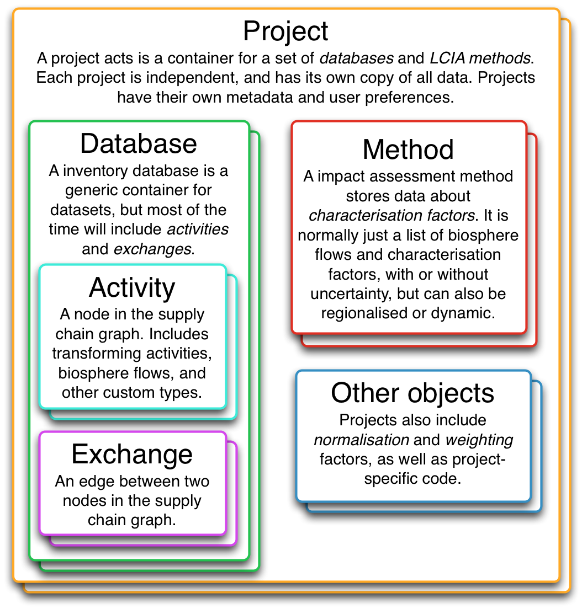 Project
A project acts is a container for a set of databases and LCIA methods.
Each project is independent, and has its own copy of all data. Projects
have their own metadata and user preferences.
Database
A inventory database is a
generic container for
datasets, but most of the
time will include activities
and exchanges.
Activity
A node in the supply
chain graph. Includes
transforming activities,
biosphere flows, and
other custom types.
Exchange
An edge between two
nodes in the supply
chain graph.
Method
A impact assessment method
stores data about
characterisation factors. It is
normally just a list of biosphere
flows and characterisation
factors, with or without
uncertainty, but can also be
regionalised or dynamic.
Other objects
Projects also include
normalisation and weighting
factors, as well as project-
specific code.